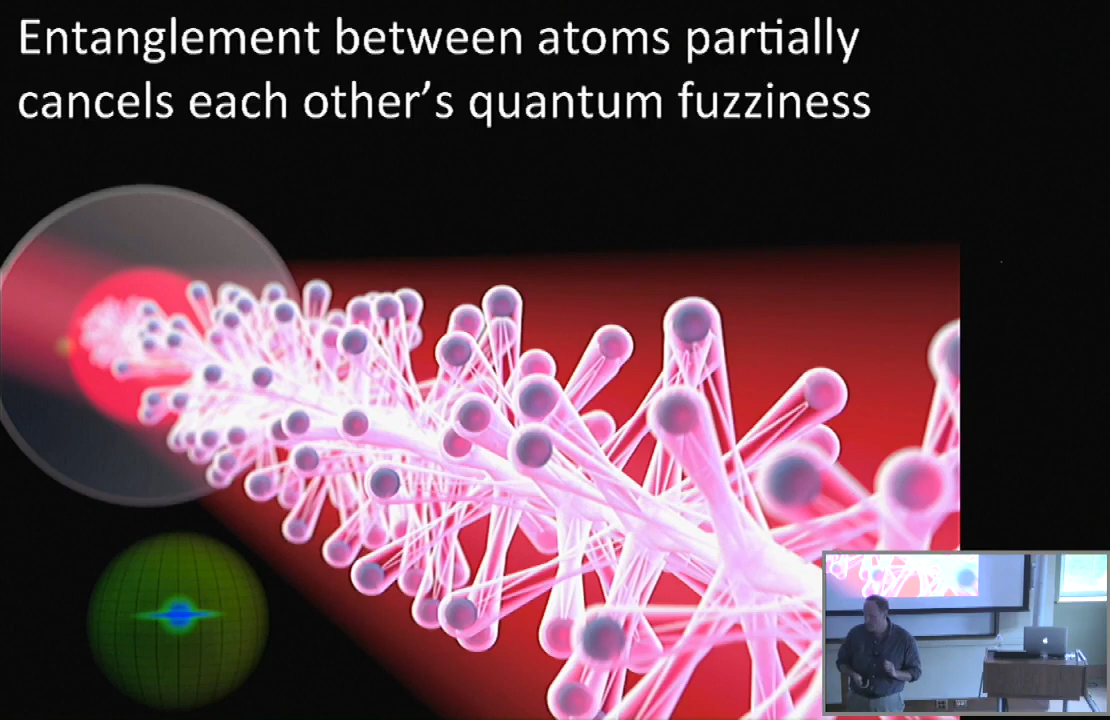 Entanglement between atoms partially
cancels each other’s quantum fuzziness